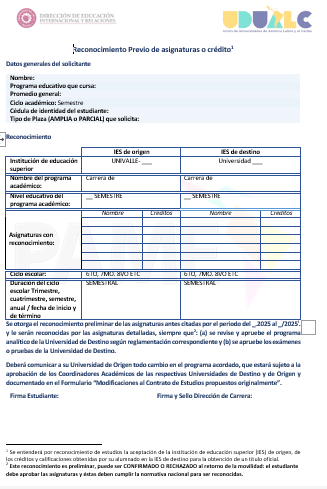 DIRECCIÓN DE EDUCACIÓN
INTERNACIONAL Y RELACIONES
UDUALC
Reconocimiento Previo de asignaturas o crédito¹
Datos generales del solicitante
Nombre:
Programa educativo que cursa:
Promedio general:
Ciclo académico: Semestre
Cédula de identidad del estudiante:
Tipo de Plaza (AMPLIA o PARCIAL) que solicita:
Reconocimiento
IES de origen IES de destino
Institución de educación superior UNIVALLE- ___ Universidad ___
Nombre del programa académico: Carrera de Carrera de
Nivel educativo del programa académico: __ SEMESTRE __ SEMESTRE
Asignaturas con reconocimiento: Nombre Créditos Nombre Créditos
Ciclo escolar: 6TO, 7MO. 8VO ETC 6TO, 7MO. 8VO ETC
Duración del ciclo escolar Trimestre, cuatrimestre, semestre, anual / fecha de inicio y de término SEMESTRAL SEMESTRAL
Se otorga el reconocimiento preliminar de las asignaturas antes citadas por el periodo del _.2025 al _/2025².
y le serán reconocidas por las asignaturas detalladas, siempre que²: (a) se revise y apruebe el programa
analítico de la Universidad de Destino según reglamentación correspondiente y (b) se apruebe los exámenes
o pruebas de la Universidad de Destino.
Deberá comunicar a su Universidad de Origen todo cambio en el programa acordado, que estará sujeto a la
aprobación de los Coordinadores Académicos de las respectivas Universidades de Destino y de Origen y
documentado en el Formulario "Modificaciones al Contrato de Estudios propuestos originalmente".
Firma Estudiante: Firma y Sello Dirección de Carrera:
¹ Se entenderá por reconocimiento de estudios la aceptación de la institución de educación superior (IES) de origen, de
los créditos y calificaciones obtenidas por su alumnado en la IES de destino para la obtención de un título oficial.
² Este reconocimiento es preliminar, puede ser CONFIRMADO O RECHAZADO al retorno de la movilidad: el estudiante
debe aprobar las asignaturas y éstas deben cumplir la normativa nacional para ser reconocidas.